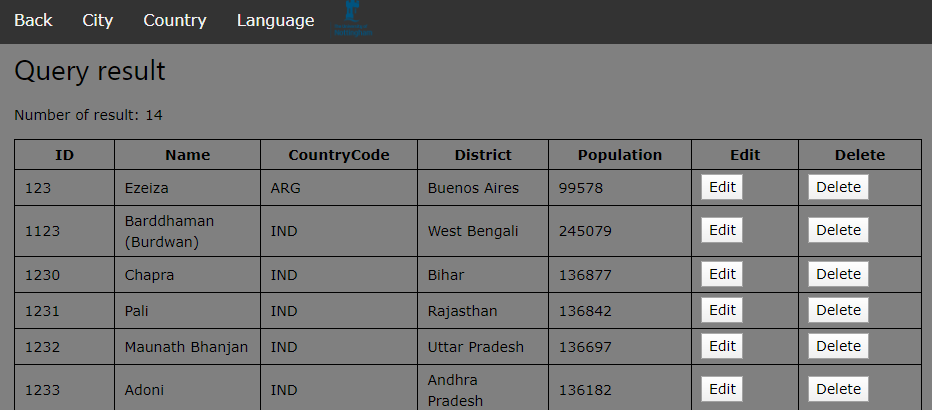 Back City Country Language
Query result
Number of result: 14
ID Name CountryCode District Population Edit Delete
123 Ezeiza ARG Buenos Aires 99578 Edit Delete
1123 Barddhaman (Burdwan) IND West Bengali 245079 Edit Delete
1230 Chapra IND Bihar 136877 Edit Delete
1231 Pali IND Rajasthan 136842 Edit Delete
1232 Maunath Bhanjan IND Uttar Pradesh 136697 Edit Delete
1233 Adoni IND Andhra Pradesh 136182 Edit Delete